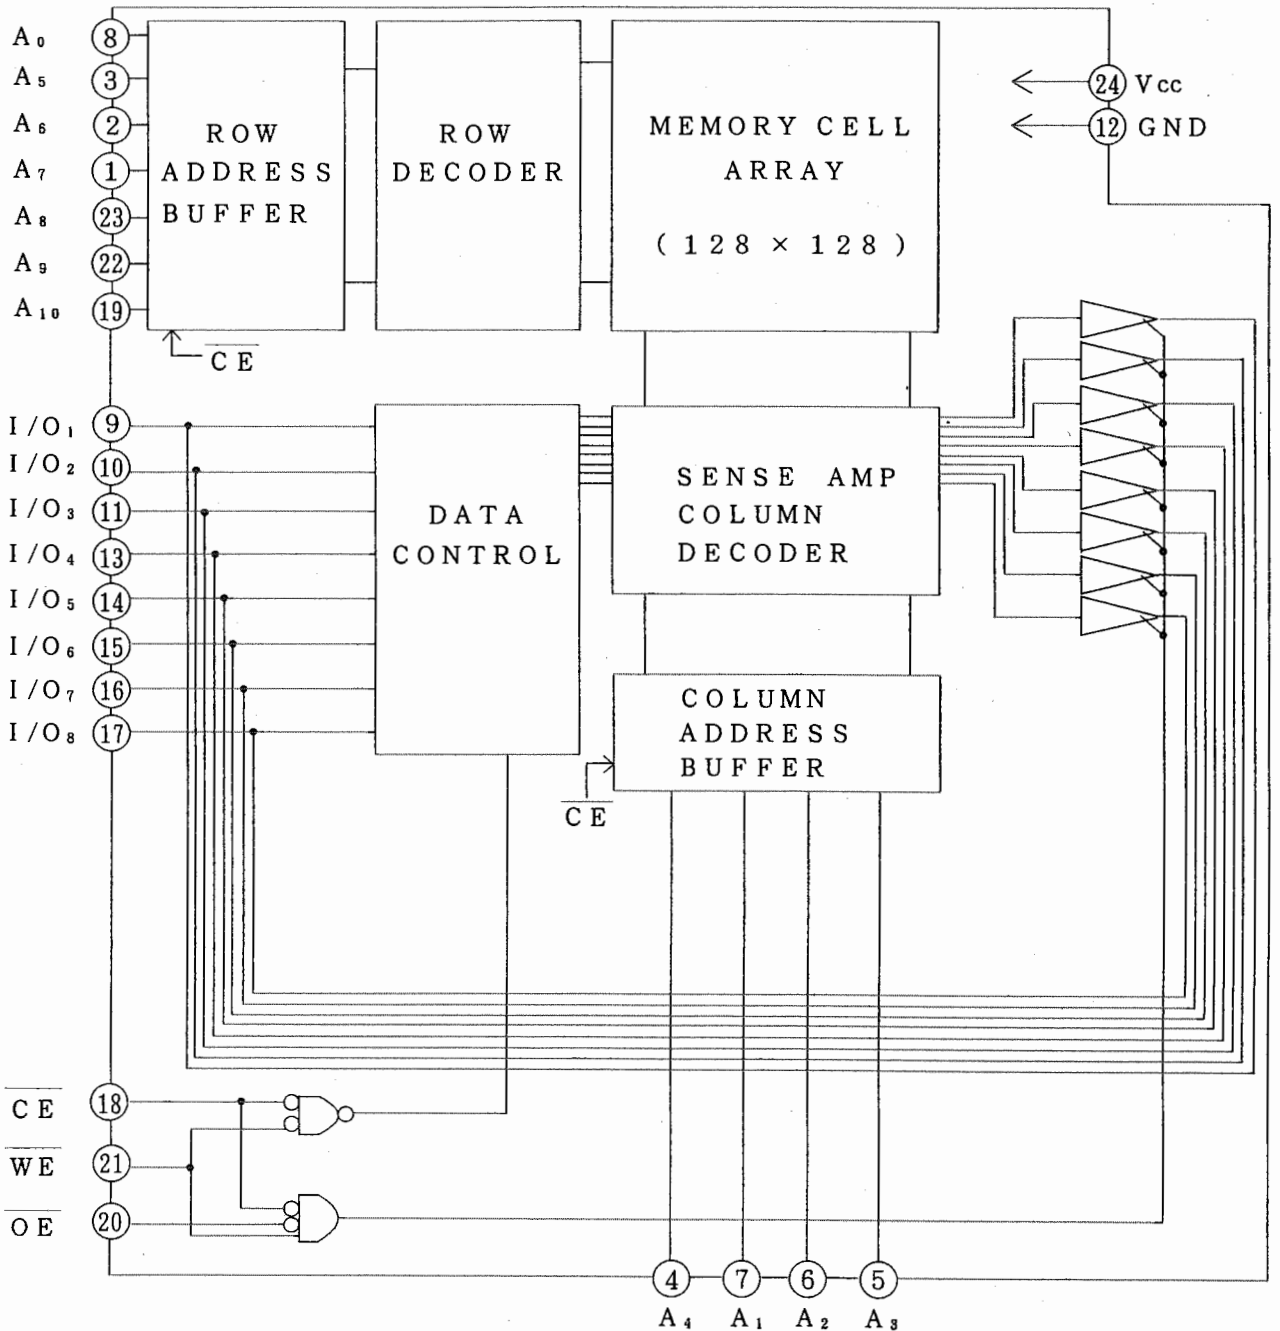 A0 8
A5 3
A6 2
A7 1
A8 23
A9 22
A10 19
ROW
ADDRESS
BUFFER
CE
ROW
DECODER
MEMORY CELL
ARRAY
(128 × 128)
24 Vcc
12 GND
I/O1 9
I/O2 10
I/O3 11
I/O4 13
I/O5 14
I/O6 15
I/O7 16
I/O8 17
DATA
CONTROL
SENSE AMP
COLUMN
DECODER
COLUMN
ADDRESS
BUFFER
CE
CE 18
WE 21
OE 20
4 7 6 5
A4 A1 A2 A3